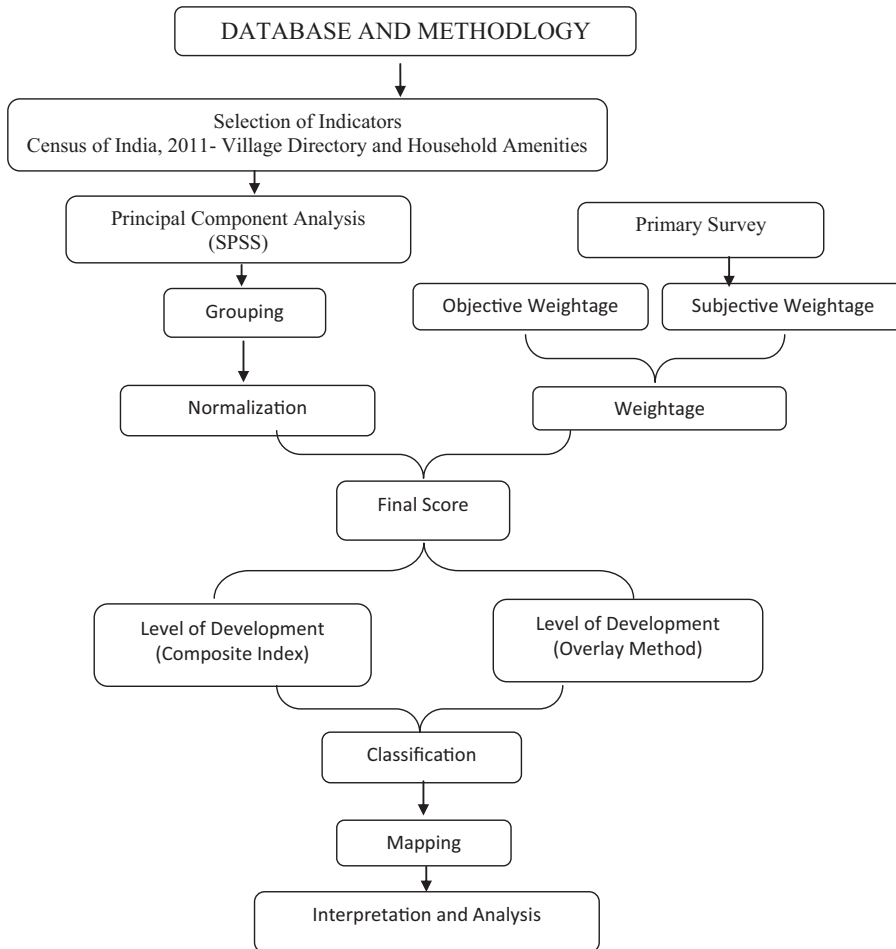 DATABASE AND METHODLOGY
Selection of Indicators
Census of India, 2011- Village Directory and Household Amenities
Principal Component Analysis
(SPSS)
Primary Survey
Grouping
Objective Weightage
Subjective Weightage
Normalization
Weightage
Final Score
Level of Development
(Composite Index)
Level of Development
(Overlay Method)
Classification
Mapping
Interpretation and Analysis